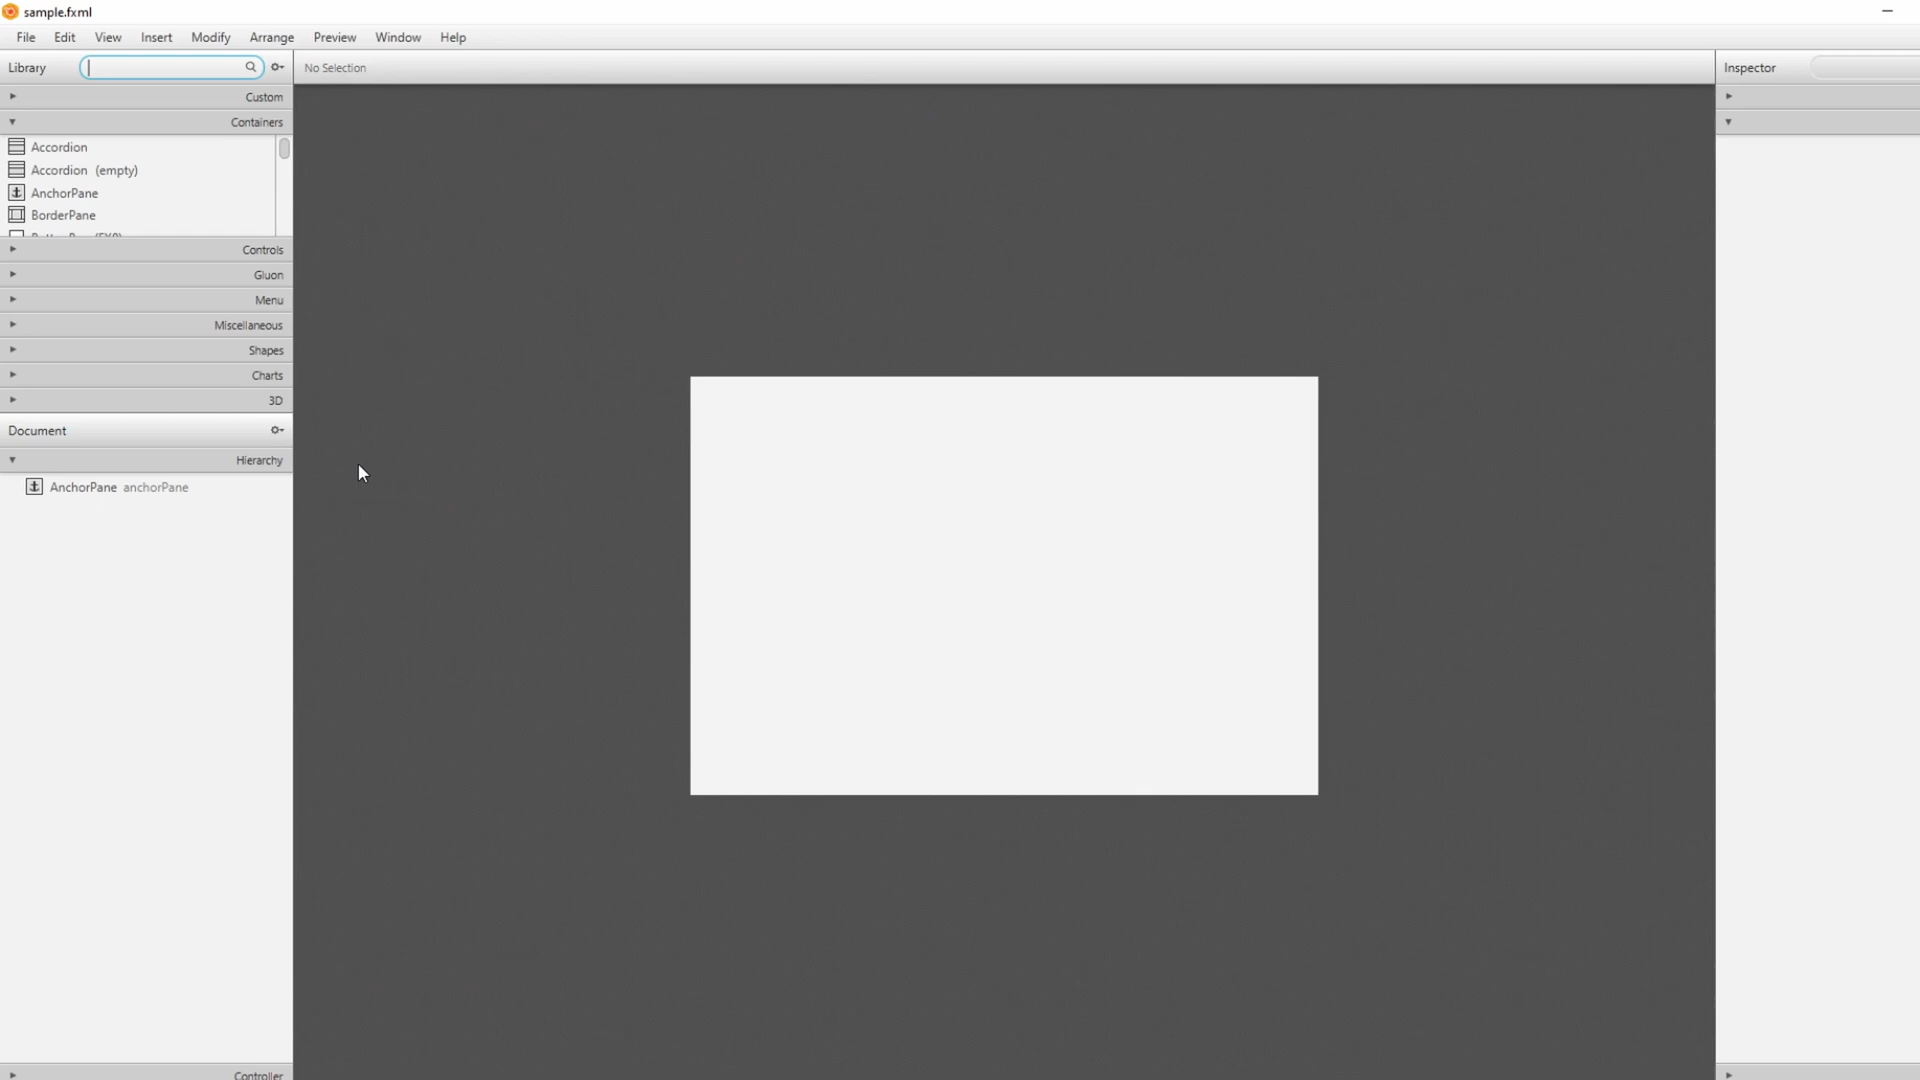 sample.fxml
File Edit View Insert Modify Arrange Preview Window Help
Library
No Selection
Inspector
Custom
Containers
Accordion
Accordion (empty)
AnchorPane
BorderPane
Controls
Gluon
Menu
Miscellaneous
Shapes
Charts
3D
Document
Hierarchy
AnchorPane anchorPane
Controller